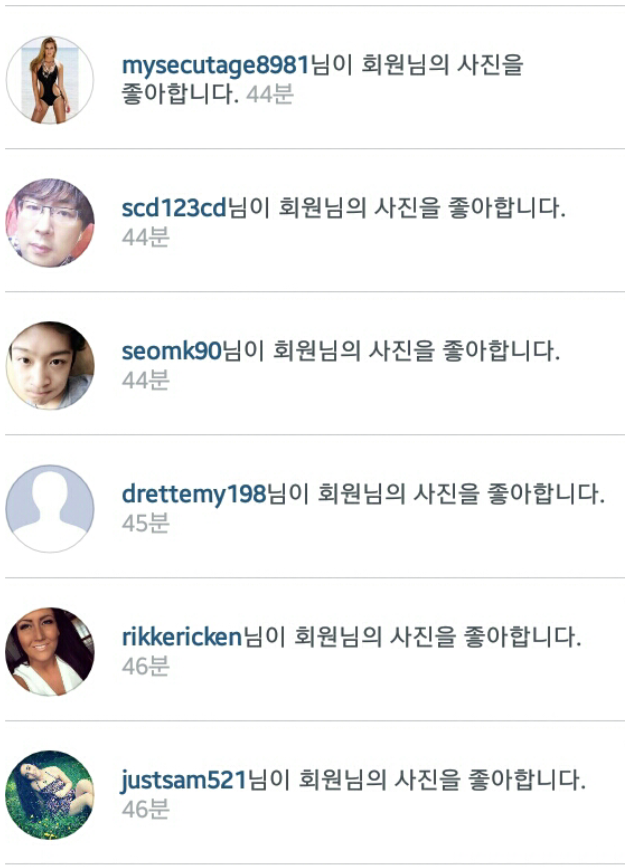 mysecutage8981님이 회원님의 사진을
좋아합니다. 44분
scd123cd님이 회원님의 사진을 좋아합니다.
44분
seomk90님이 회원님의 사진을 좋아합니다.
44분
drettemy198님이 회원님의 사진을 좋아합니다.
45분
rikkericken님이 회원님의 사진을 좋아합니다.
46분
justsam521님이 회원님의 사진을 좋아합니다.
46분